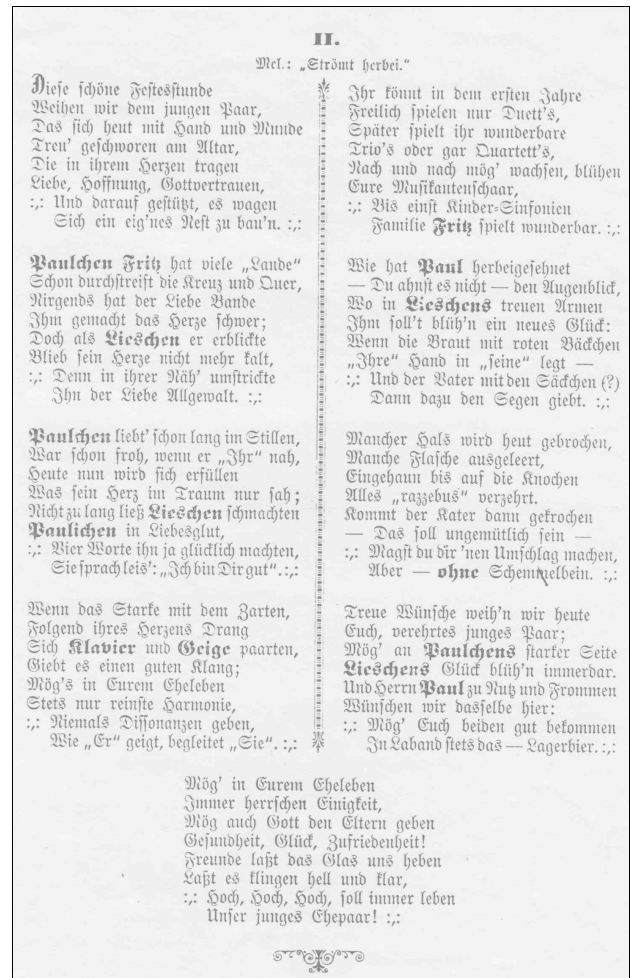 II.
Mel.: „Strömt herbei.“
Diese schöne Festesstunde
Weihen wir dem jungen Paar,
Das sich heut mit Hand und Munde
Treu' geschworen am Altar,
Die in ihrem Herzen tragen
Liebe, Hoffnung, Gottvertrauen,
:,: Und darauf gestützt, es wagen
Sich ein eig'nes Nest zu bau'n. :,:
Paulchen Fritz hat viele „Lande“
Schon durchstreift die Kreuz und Quer,
Nirgends hat der Liebe Bande
Ihm gemacht das Herze schwer;
Doch als Lieschen er erblickte
Blieb sein Herze nicht mehr kalt,
:,: Denn in ihrer Näh' umstrickte
Ihn der Liebe Allgewalt. :,:
Paulchen liebt' schon lang im Stillen,
War schon froh, wenn er „Ihr“ nah,
Heute nun wird sich erfüllen
Was sein Herz im Traum nur sah;
Nicht zu lang ließ Lieschen schmachten
Paulichen in Liebesglut,
:,: Vier Worte ihn ja glücklich machten,
Sie sprach leis': „Ich bin Dir gut“. :,:
Wenn das Starke mit dem Zarten,
Folgend ihres Herzens Drang
Sich Klavier und Geige paarten,
Giebt es einen guten Klang;
Mög's in Eurem Eheleben
Stets nur reinste Harmonie,
:,: Niemals Dissonanzen geben,
Wie „Er“ geigt, begleitet „Sie“. :,:
Ihr könnt in dem ersten Jahre
Freilich spielen nur Duett's,
Später spielt ihr wunderbare
Trio's oder gar Quartett's,
Nach und nach mög' wachsen, blühen
Eure Musikantenschaar,
:,: Bis einst Kinder-Sinfonien
Familie Fritz spielt wunderbar. :,:
Wie hat Paul herbeigesehnet
— Du ahnst es nicht — den Augenblick,
Wo in Lieschens treuen Armen
Ihm soll't blüh'n ein neues Glück:
Wenn die Braut mit roten Bäckchen
„Ihre“ Hand in „seine“ legt —
:,: Und der Vater mit den Säckchen (?)
Dann dazu den Segen giebt. :,:
Mancher Hals wird heut gebrochen,
Manche Flasche ausgeleert,
Eingehaun bis auf die Knochen
Alles „razzebus“ verzehrt.
Kommt der Kater dann gekrochen
— Das soll ungemütlich sein —
:,: Magst du dir 'nen Umschlag machen,
Aber — ohne Schemmelbein. :,:
Treue Wünsche weih'n wir heute
Euch, verehrtes junges Paar;
Mög' an Paulchens starker Seite
Lieschens Glück blüh'n immerdar.
Und Herrn Paul zu Nutz und Frommen
Wünschen wir dasselbe hier:
:,: Mög' Euch beiden gut bekommen
In Laband stets das — Lagerbier. :,:
Mög' in Eurem Eheleben
Immer herrschen Einigkeit,
Mög auch Gott den Eltern geben
Gesundheit, Glück, Zufriedenheit!
Freunde laßt das Glas uns heben
Laßt es klingen hell und klar,
:,: Hoch, Hoch, Hoch, soll immer leben
Unser junges Ehepaar! :,: